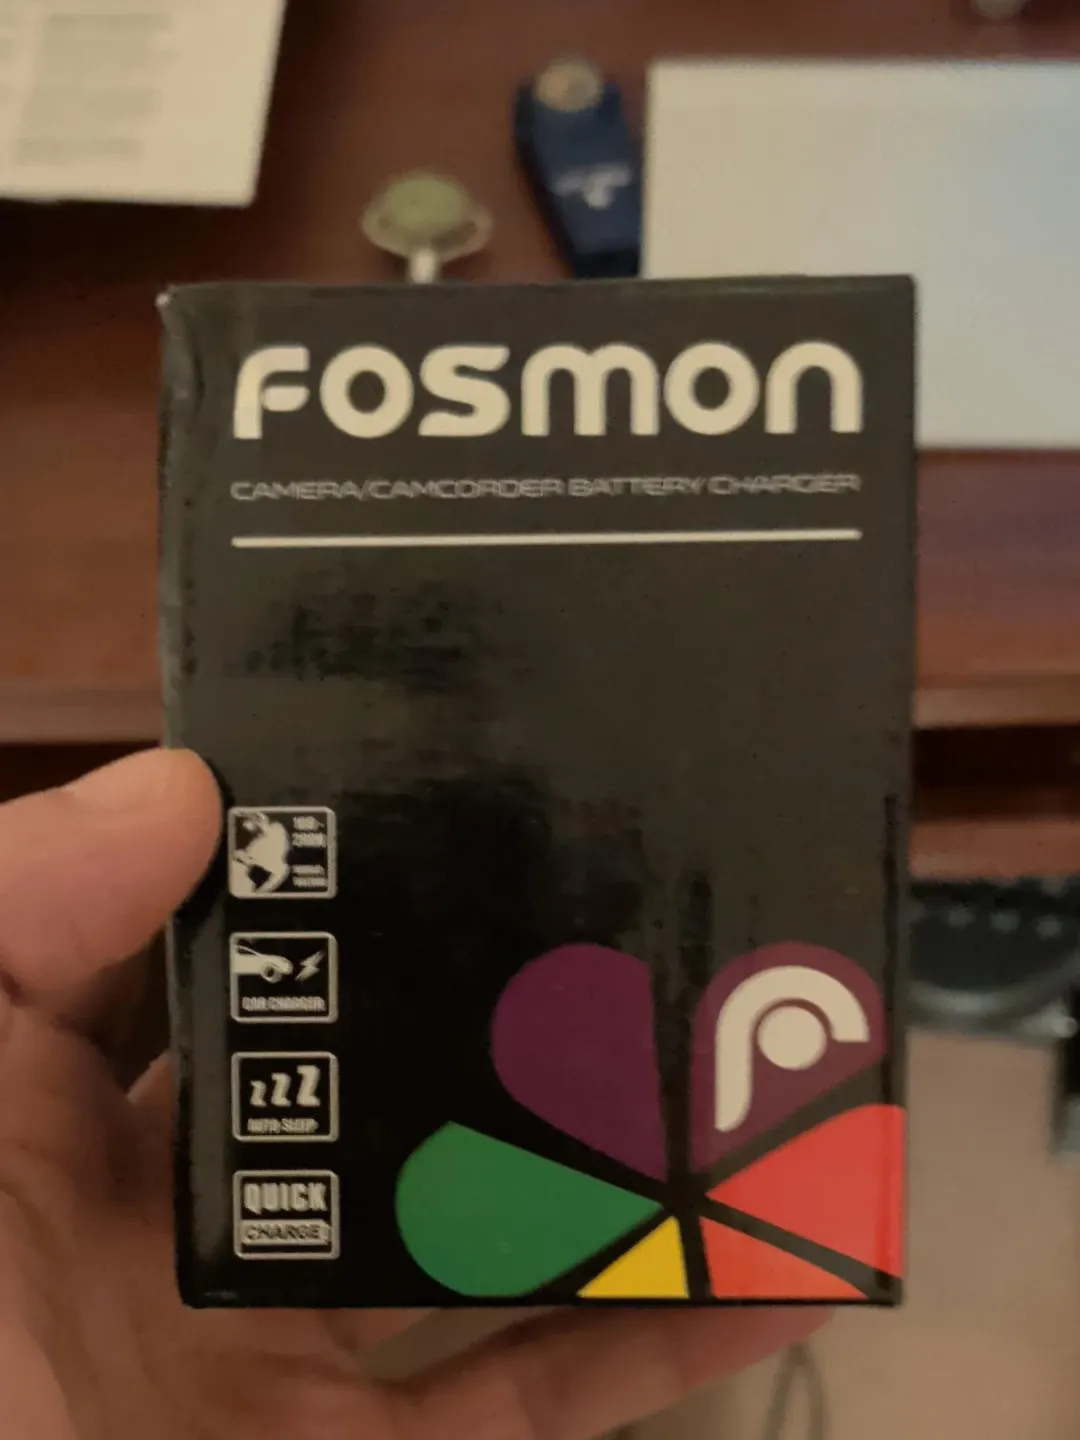 FOSMON
CAMERA/CAMCORDER BATTERY CHARGER
CAR CHARGER
zzZ
AUTO SLEEP
QUICK
CHARGE